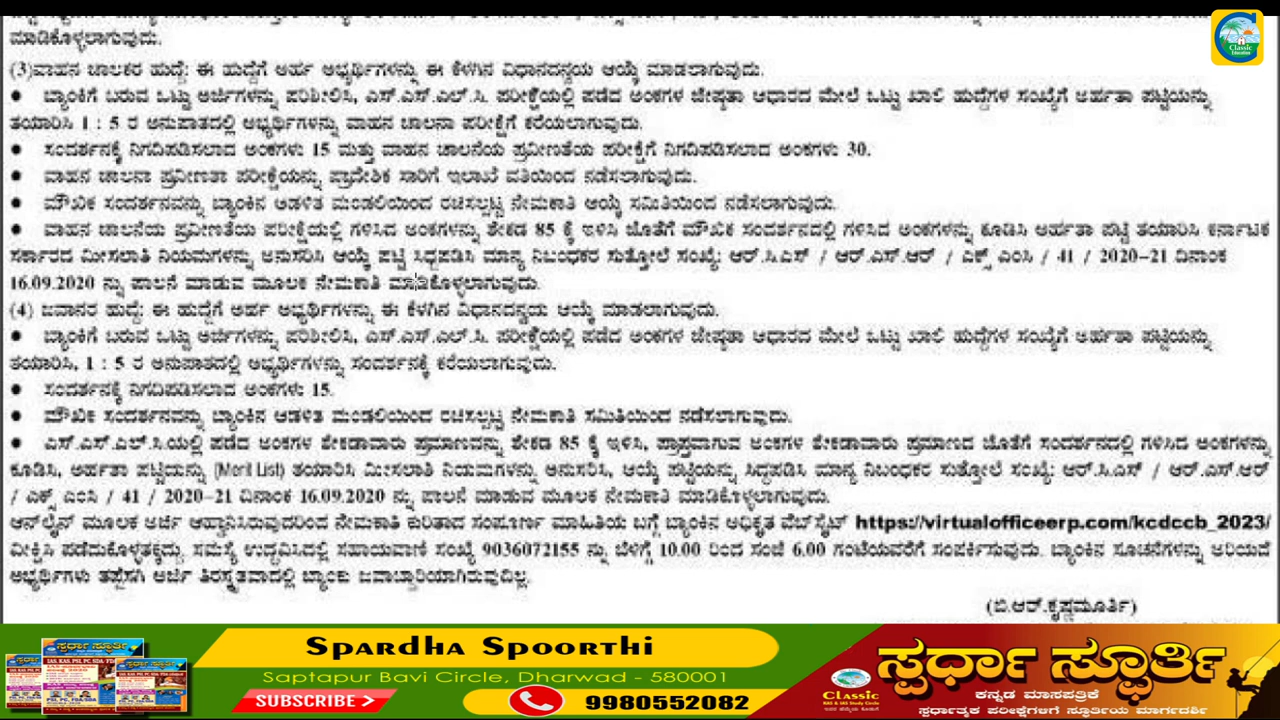 ಮಾಡಿಕೊಳ್ಳಲಾಗುವುದು.
(3)ವಾಹನ ಚಾಲಕರ ಹುದ್ದೆ: ಈ ಹುದ್ದೆಗೆ ಅರ್ಹ ಅಭ್ಯರ್ಥಿಗಳನ್ನು ಈ ಕೆಳಗಿನ ವಿಧಾನದನ್ವಯ ಆಯ್ಕೆ ಮಾಡಲಾಗುವುದು.
● ಬ್ಯಾಂಕಿಗೆ ಬರುವ ಒಟ್ಟು ಅರ್ಜಿಗಳನ್ನು ಪರಿಶೀಲಿಸಿ, ಎಸ್.ಎಸ್.ಎಲ್.ಸಿ. ಪರೀಕ್ಷೆಯಲ್ಲಿ ಪಡೆದ ಅಂಕಗಳ ಜೇಷ್ಠತಾ ಆಧಾರದ ಮೇಲೆ ಒಟ್ಟು ಖಾಲಿ ಹುದ್ದೆಗಳ ಸಂಖ್ಯೆಗೆ ಅರ್ಹತಾ ಪಟ್ಟಿಯನ್ನು
ತಯಾರಿಸಿ 1 : 5 ರ ಅನುಪಾತದಲ್ಲಿ ಅಭ್ಯರ್ಥಿಗಳನ್ನು ವಾಹನ ಚಾಲನಾ ಪರೀಕ್ಷೆಗೆ ಕರೆಯಲಾಗುವುದು.
● ಸಂದರ್ಶನಕ್ಕೆ ನಿಗದಿಪಡಿಸಲಾದ ಅಂಕಗಳು 15 ಮತ್ತು ವಾಹನ ಚಾಲನೆಯ ಪ್ರವೀಣತೆಯ ಪರೀಕ್ಷೆಗೆ ನಿಗದಿಪಡಿಸಲಾದ ಅಂಕಗಳು 30.
● ವಾಹನ ಚಾಲನಾ ಪ್ರವೀಣತಾ ಪರೀಕ್ಷೆಯನ್ನು ಪ್ರಾದೇಶಿಕ ಸಾರಿಗೆ ಇಲಾಖೆ ವತಿಯಿಂದ ನಡೆಸಲಾಗುವುದು.
● ಮೌಖಿಕ ಸಂದರ್ಶನವನ್ನು ಬ್ಯಾಂಕಿನ ಆಡಳಿತ ಮಂಡಲಿಯಿಂದ ರಚಿಸಲ್ಪಟ್ಟ ನೇಮಕಾತಿ ಆಯ್ಕೆ ಸಮಿತಿಯಿಂದ ನಡೆಸಲಾಗುವುದು.
● ವಾಹನ ಚಾಲನೆಯ ಪ್ರವೀಣತೆಯ ಪರೀಕ್ಷೆಯಲ್ಲಿ ಗಳಿಸಿದ ಅಂಕಗಳನ್ನು ಶೇಕಡ 85 ಕ್ಕೆ ಇಳಿಸಿ ಜೊತೆಗೆ ಮೌಖಿಕ ಸಂದರ್ಶನದಲ್ಲಿ ಗಳಿಸಿದ ಅಂಕಗಳನ್ನು ಕೂಡಿಸಿ ಅರ್ಹತಾ ಪಟ್ಟಿ ತಯಾರಿಸಿ ಕರ್ನಾಟಕ
ಸರ್ಕಾರದ ಮೀಸಲಾತಿ ನಿಯಮಗಳನ್ನು ಅನುಸರಿಸಿ ಆಯ್ಕೆ ಪಟ್ಟಿ ಸಿದ್ಧಪಡಿಸಿ ಮಾನ್ಯ ನಿಬಂಧಕರ ಸುತ್ತೋಲೆ ಸಂಖ್ಯೆ: ಆರ್.ಸಿ.ಎಸ್ / ಆರ್.ಎಸ್.ಆರ್ / ಎಕ್ಸ್ ಎಂಸಿ / 41 / 2020-21 ದಿನಾಂಕ
16.09.2020 ನ್ನು ಪಾಲನೆ ಮಾಡುವ ಮೂಲಕ ನೇಮಕಾತಿ ಮಾಡಿಕೊಳ್ಳಲಾಗುವುದು.
(4) ಜವಾನರ ಹುದ್ದೆ: ಈ ಹುದ್ದೆಗೆ ಅರ್ಹ ಅಭ್ಯರ್ಥಿಗಳನ್ನು ಈ ಕೆಳಗಿನ ವಿಧಾನದನ್ವಯ ಆಯ್ಕೆ ಮಾಡಲಾಗುವುದು.
● ಬ್ಯಾಂಕಿಗೆ ಬರುವ ಒಟ್ಟು ಅರ್ಜಿಗಳನ್ನು ಪರಿಶೀಲಿಸಿ, ಎಸ್.ಎಸ್.ಎಲ್.ಸಿ. ಪರೀಕ್ಷೆಯಲ್ಲಿ ಪಡೆದ ಅಂಕಗಳ ಜೇಷ್ಠತಾ ಆಧಾರದ ಮೇಲೆ ಒಟ್ಟು ಖಾಲಿ ಹುದ್ದೆಗಳ ಸಂಖ್ಯೆಗೆ ಅರ್ಹತಾ ಪಟ್ಟಿಯನ್ನು
ತಯಾರಿಸಿ, 1 : 5 ರ ಅನುಪಾತದಲ್ಲಿ ಅಭ್ಯರ್ಥಿಗಳನ್ನು ಸಂದರ್ಶನಕ್ಕೆ ಕರೆಯಲಾಗುವುದು.
● ಸಂದರ್ಶನಕ್ಕೆ ನಿಗದಿಪಡಿಸಲಾದ ಅಂಕಗಳು 15.
● ಮೌಖಿಕ ಸಂದರ್ಶನವನ್ನು ಬ್ಯಾಂಕಿನ ಆಡಳಿತ ಮಂಡಲಿಯಿಂದ ರಚಿಸಲ್ಪಟ್ಟ ನೇಮಕಾತಿ ಸಮಿತಿಯಿಂದ ನಡೆಸಲಾಗುವುದು.
● ಎಸ್.ಎಸ್.ಎಲ್.ಸಿ.ಯಲ್ಲಿ ಪಡೆದ ಅಂಕಗಳ ಶೇಕಡಾವಾರು ಪ್ರಮಾಣವನ್ನು ಶೇಕಡ 85 ಕ್ಕೆ ಇಳಿಸಿ, ಪ್ರಾಪ್ತವಾಗುವ ಅಂಕಗಳ ಶೇಕಡಾವಾರು ಪ್ರಮಾಣದ ಜೊತೆಗೆ ಸಂದರ್ಶನದಲ್ಲಿ ಗಳಿಸಿದ ಅಂಕಗಳನ್ನು
ಕೂಡಿಸಿ, ಅರ್ಹತಾ ಪಟ್ಟಿಯನ್ನು (Merit List) ತಯಾರಿಸಿ ಮೀಸಲಾತಿ ನಿಯಮಗಳನ್ನು ಅನುಸರಿಸಿ, ಆಯ್ಕೆ ಪಟ್ಟಿಯನ್ನು ಸಿದ್ಧಪಡಿಸಿ ಮಾನ್ಯ ನಿಬಂಧಕರ ಸುತ್ತೋಲೆ ಸಂಖ್ಯೆ: ಆರ್.ಸಿ.ಎಸ್ / ಆರ್.ಎಸ್.ಆರ್
/ ಎಕ್ಸ್ ಎಂಸಿ / 41 / 2020-21 ದಿನಾಂಕ 16.09.2020 ನ್ನು ಪಾಲನೆ ಮಾಡುವ ಮೂಲಕ ನೇಮಕಾತಿ ಮಾಡಿಕೊಳ್ಳಲಾಗುವುದು.
ಆನ್‌ಲೈನ್ ಮೂಲಕ ಅರ್ಜಿ ಆಹ್ವಾನಿಸಿರುವುದರಿಂದ ನೇಮಕಾತಿ ಕುರಿತಾದ ಸಂಪೂರ್ಣ ಮಾಹಿತಿಯ ಬಗ್ಗೆ ಬ್ಯಾಂಕಿನ ಅಧಿಕೃತ ವೆಬ್‌ಸೈಟ್ https://virtualofficeerp.com/kcdccb_2023/
ವೀಕ್ಷಿಸಿ ಪಡೆದುಕೊಳ್ಳತಕ್ಕದ್ದು. ಸಮಸ್ಯೆ ಉದ್ಭವಿಸಿದಲ್ಲಿ ಸಹಾಯವಾಣಿ ಸಂಖ್ಯೆ 9036072155 ನ್ನು ಬೆಳಗ್ಗೆ 10.00 ರಿಂದ ಸಂಜೆ 6.00 ಗಂಟೆಯವರೆಗೆ ಸಂಪರ್ಕಿಸುವುದು. ಬ್ಯಾಂಕಿನ ಸೂಚನೆಗಳನ್ನು ಅರಿಯದೆ
ಅಭ್ಯರ್ಥಿಗಳು ತಪ್ಪೆಸಗಿ ಅರ್ಜಿ ತಿರಸ್ಕೃತವಾದಲ್ಲಿ ಬ್ಯಾಂಕು ಜವಾಬ್ದಾರಿಯಾಗಿರುವುದಿಲ್ಲ.
(ಬಿ.ಆರ್.ಕೃಷ್ಣಮೂರ್ತಿ)
Classic
Education
Spardha Spoorthi
Saptapur Bavi Circle, Dharwad - 580001
SUBSCRIBE
9980552082
ಸ್ಪರ್ಧಾ ಸ್ಫೂರ್ತಿ
ಕನ್ನಡ ಮಾಸಪತ್ರಿಕೆ
ಸ್ಪರ್ಧಾತ್ಮಕ ಪರೀಕ್ಷೆಗಳಿಗೆ ಸ್ಫೂರ್ತಿಯ ಮಾರ್ಗದರ್ಶಿ
Classic
KAS & IAS Study Circle